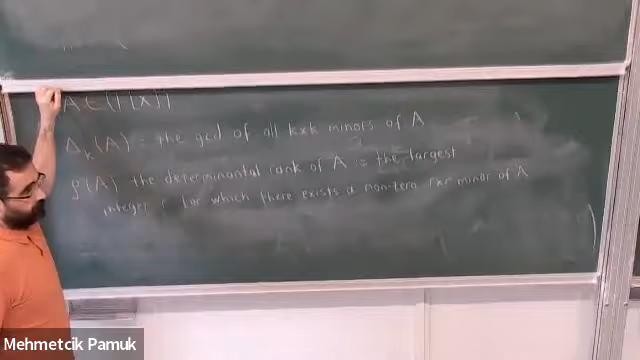 A ∈ (F[x])
Δₖ(A) = the gcd of all k×k minors of A
ρ(A) the determinantal rank of A := the largest
integer r for which there exists a non-zero r×r minor of A
Mehmetcik Pamuk